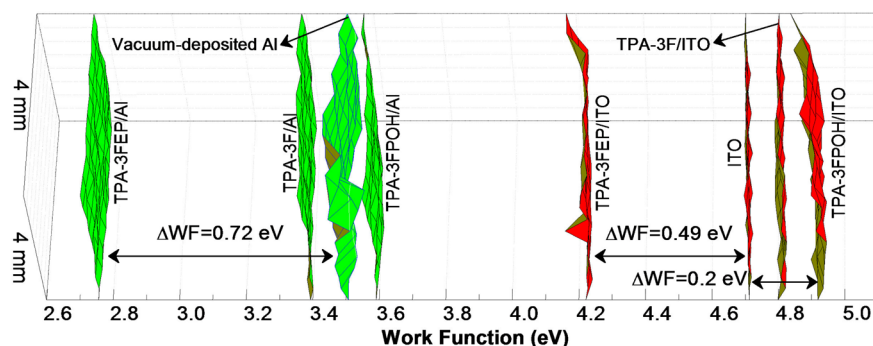 Vacuum-deposited Al
TPA-3F/ITO
4 mm
4 mm
TPA-3FEP/Al
TPA-3F/Al
TPA-3FPOH/Al
TPA-3FEP/ITO
ITO
TPA-3FPOH/ITO
ΔWF=0.72 eV
ΔWF=0.49 eV
ΔWF=0.2 eV
2.6 2.8 3.0 3.2 3.4 3.6 3.8 4.0 4.2 4.4 4.6 4.8 5.0
Work Function (eV)